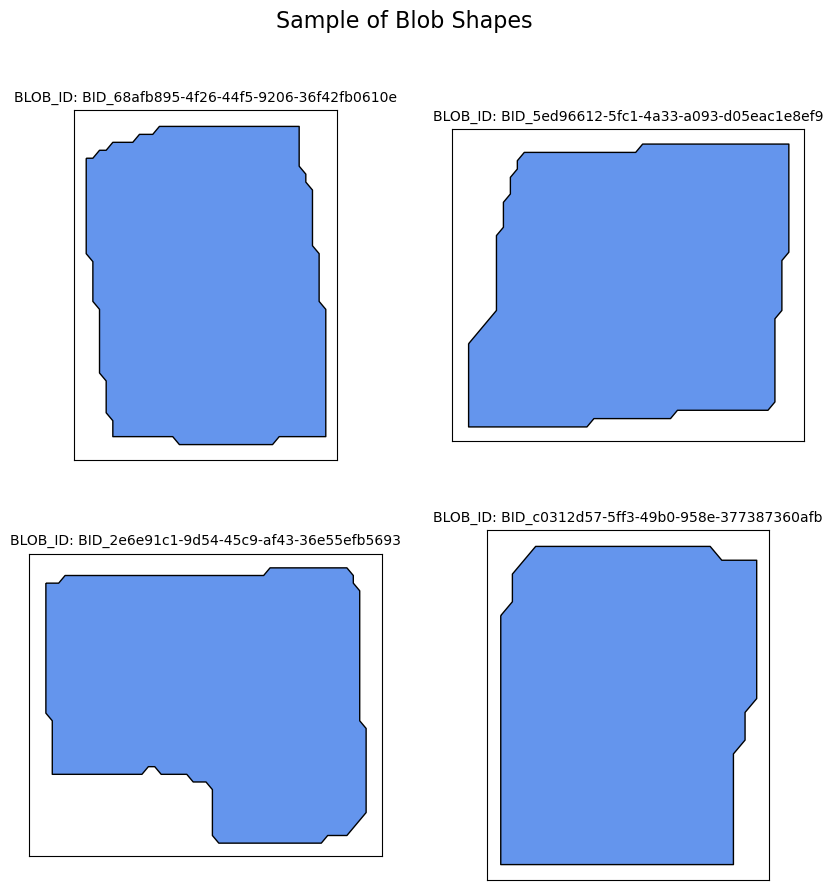 Sample of Blob Shapes
BLOB_ID: BID_68afb895-4f26-44f5-9206-36f42fb0610e
BLOB_ID: BID_5ed96612-5fc1-4a33-a093-d05eac1e8ef9
BLOB_ID: BID_2e6e91c1-9d54-45c9-af43-36e55efb5693
BLOB_ID: BID_c0312d57-5ff3-49b0-958e-377387360afb